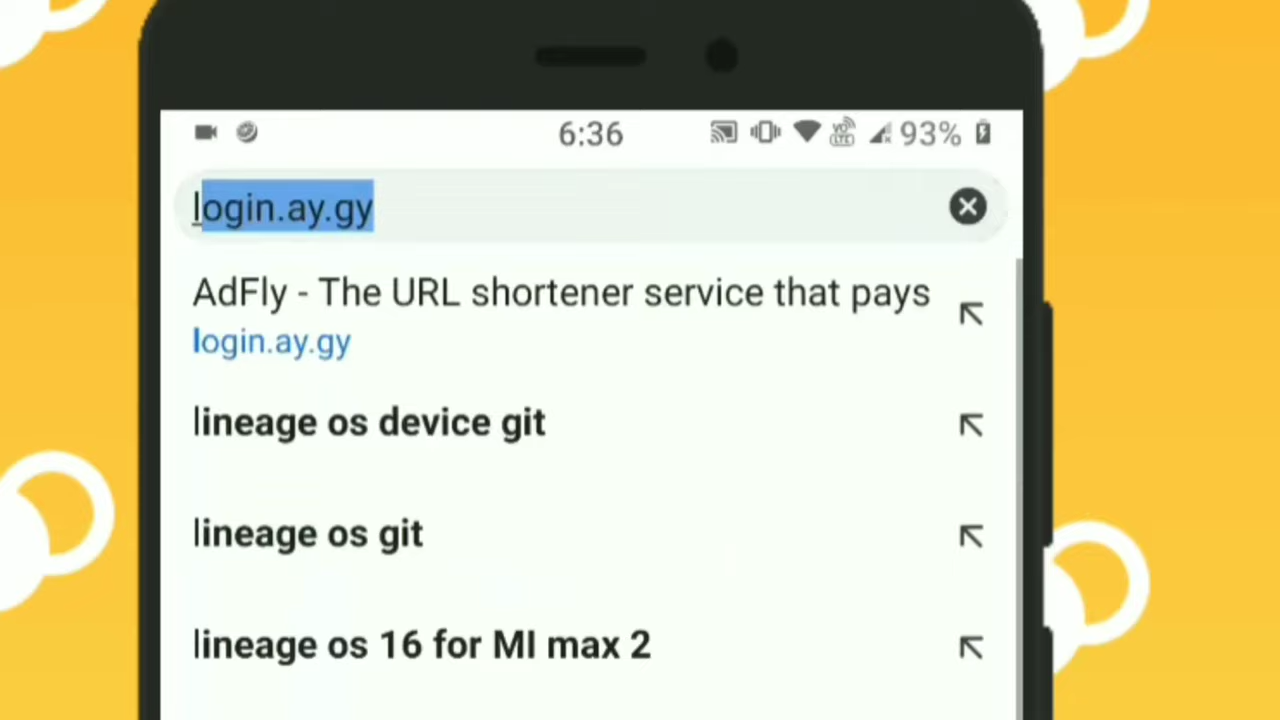 6:36
93%
login.ay.gy
AdFly - The URL shortener service that pays
login.ay.gy
lineage os device git
lineage os git
lineage os 16 for MI max 2